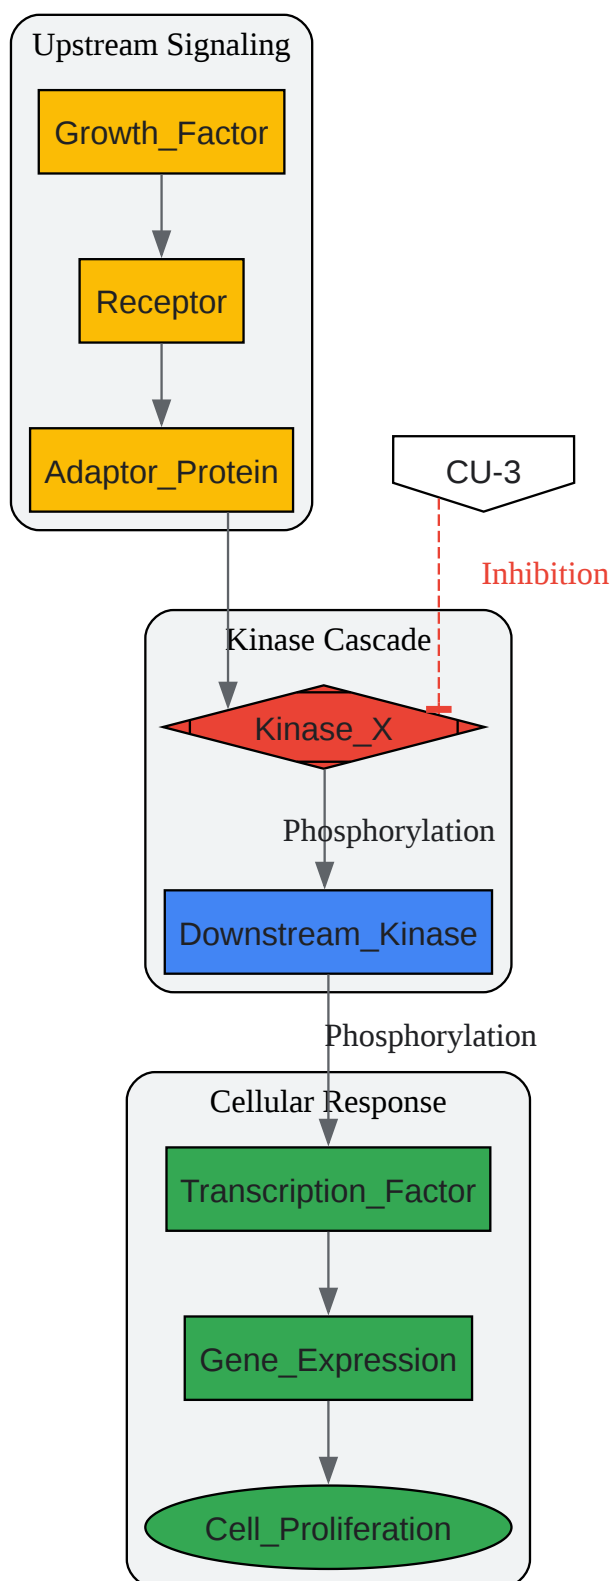 Upstream Signaling
Growth_Factor
Receptor
Adaptor_Protein
CU-3
Inhibition
Kinase Cascade
Kinase_X
Phosphorylation
Downstream_Kinase
Phosphorylation
Cellular Response
Transcription_Factor
Gene_Expression
Cell_Proliferation